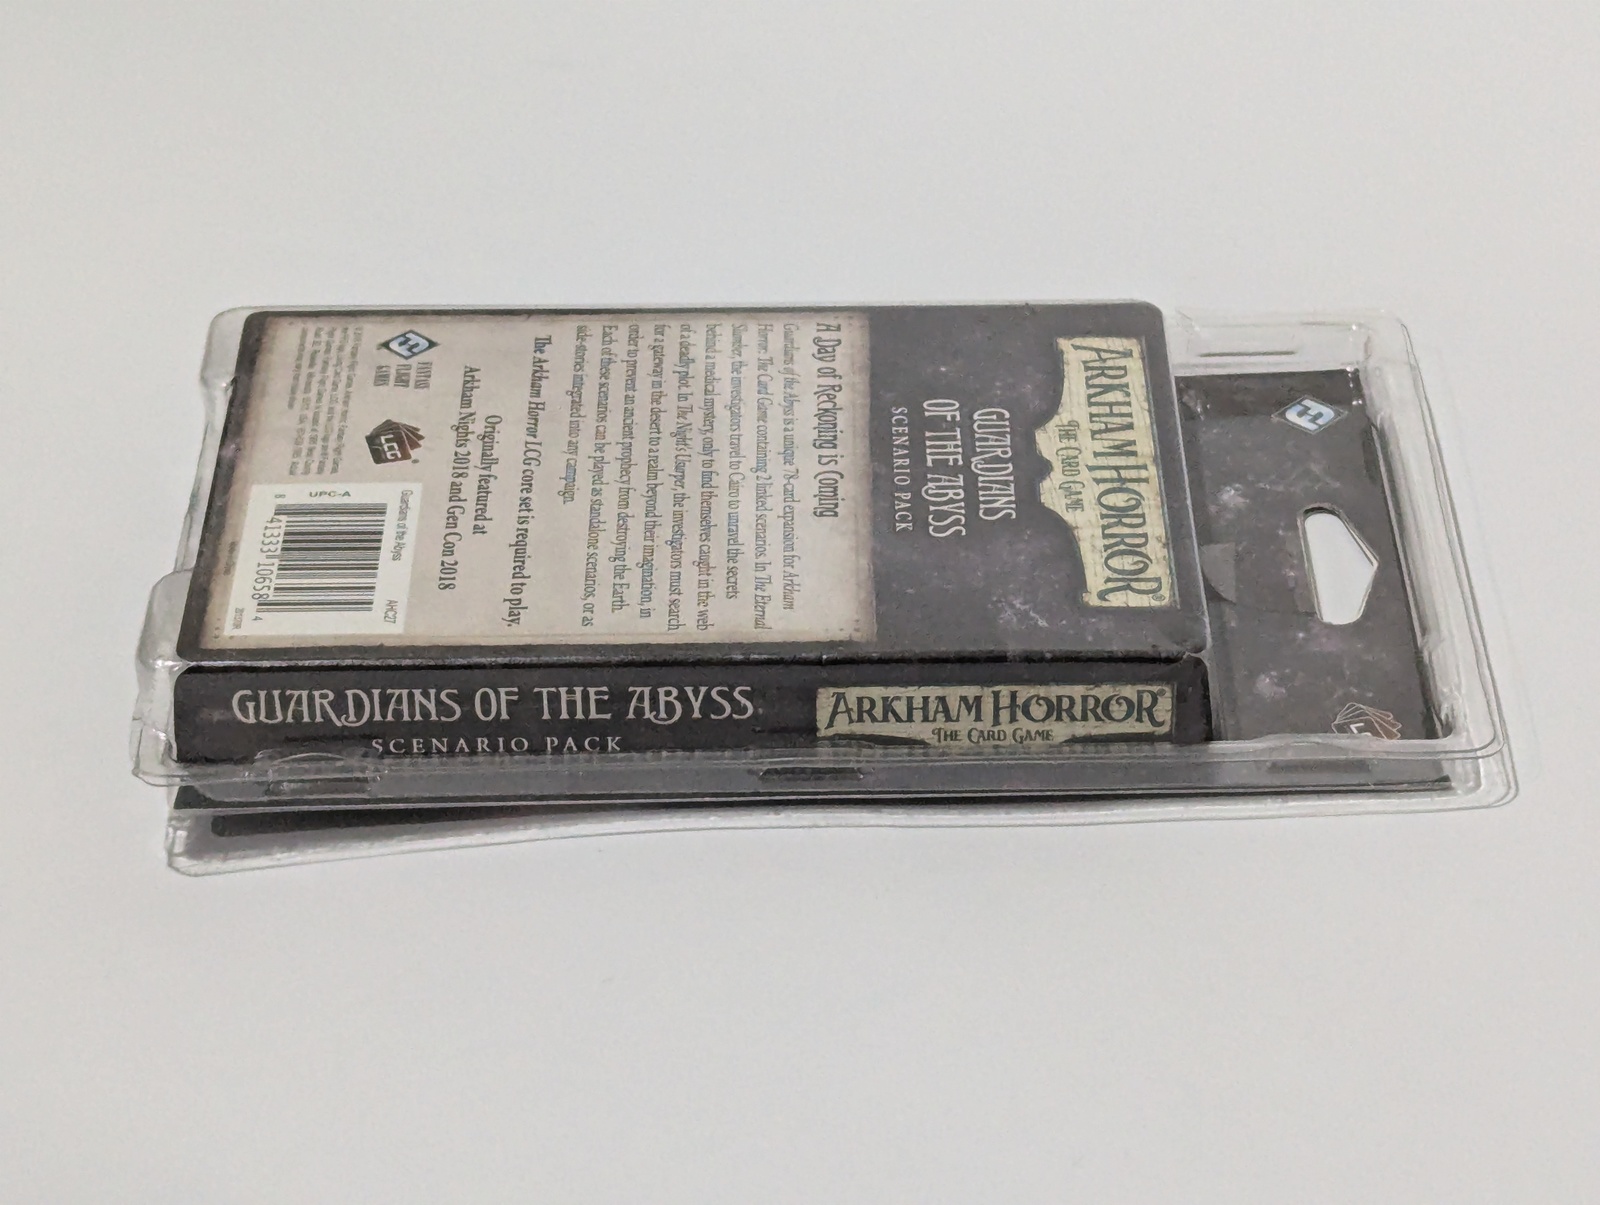 ARKHAM HORROR®
THE CARD GAME
GUARDIANS
OF THE ABYSS
SCENARIO PACK
A Day of Reckoning is Coming
Guardians of the Abyss is a unique 78-card expansion for Arkham
Horror: The Card Game containing 2 linked scenarios. In The Eternal
Slumber, the investigators travel to Cairo to unravel the secrets
behind a medical mystery, only to find themselves caught in the web
of a deadly plot. In The Night's Usurper, the investigators must search
for a gateway in the desert to a realm beyond their imagination, in
order to prevent an ancient prophecy from destroying the Earth.
Each of these scenarios can be played as standalone scenarios, or as
side-stories integrated into any campaign.
The Arkham Horror LCG core set is required to play.
Originally featured at
Arkham Nights 2018 and Gen Con 2018
FANTASY
FLIGHT
GAMES
LCG®
Guardians of the Abyss
AHC27
UPC-A
8 41333 10658 4
GUARDIANS OF THE ABYSS
SCENARIO PACK
ARKHAM HORROR®
THE CARD GAME